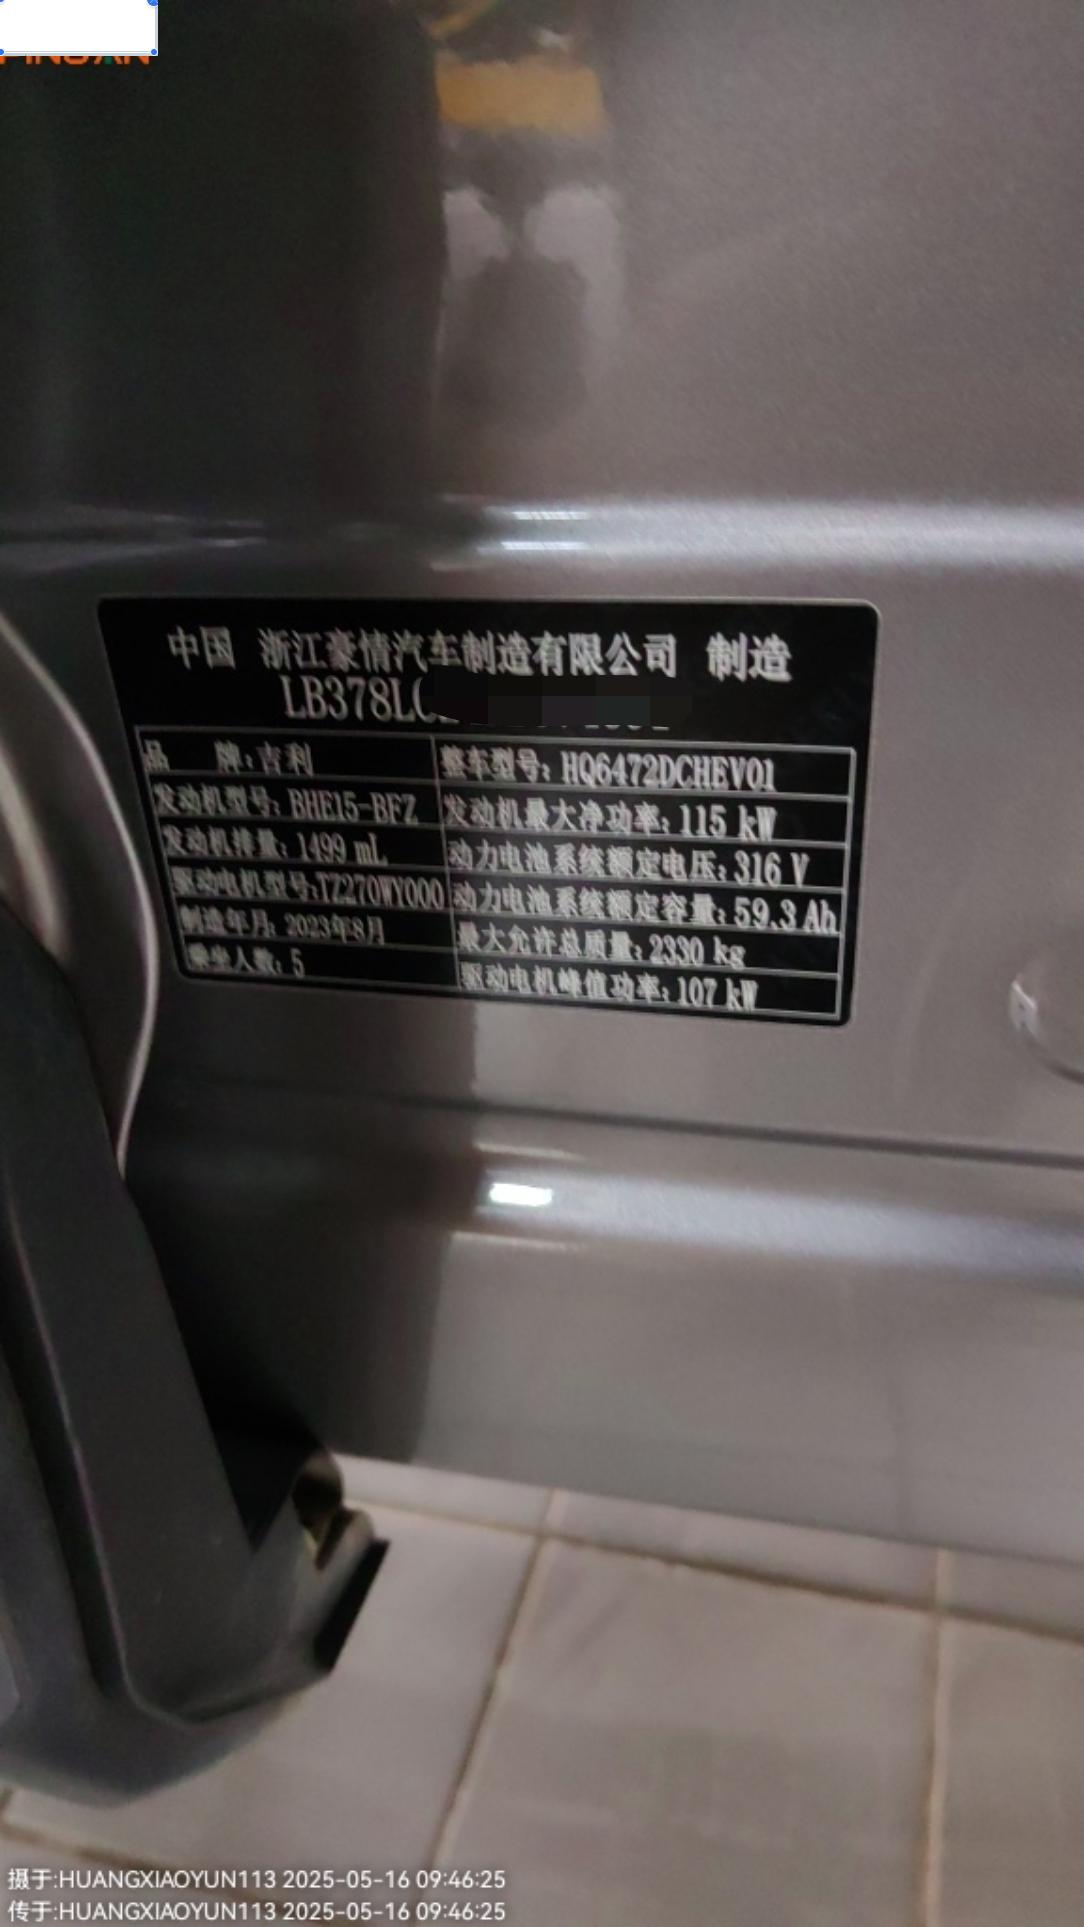 中国 浙江豪情汽车制造有限公司 制造
LB378L
品 牌:吉利 整车型号: HQ6472DCHEV01
发动机型号: BHE15-BFZ 发动机最大净功率: 115 kW
发动机排量: 1499 mL 动力电池系统额定电压: 316 V
驱动电机型号:TZ270WY000 动力电池系统额定容量: 59.3 Ah
制造年月: 2023年8月 最大允许总质量: 2330 kg
乘坐人数: 5 驱动电机峰值功率: 107 kW
摄于:HUANGXIAOYUN113 2025-05-16 09:46:25
传于:HUANGXIAOYUN113 2025-05-16 09:46:25